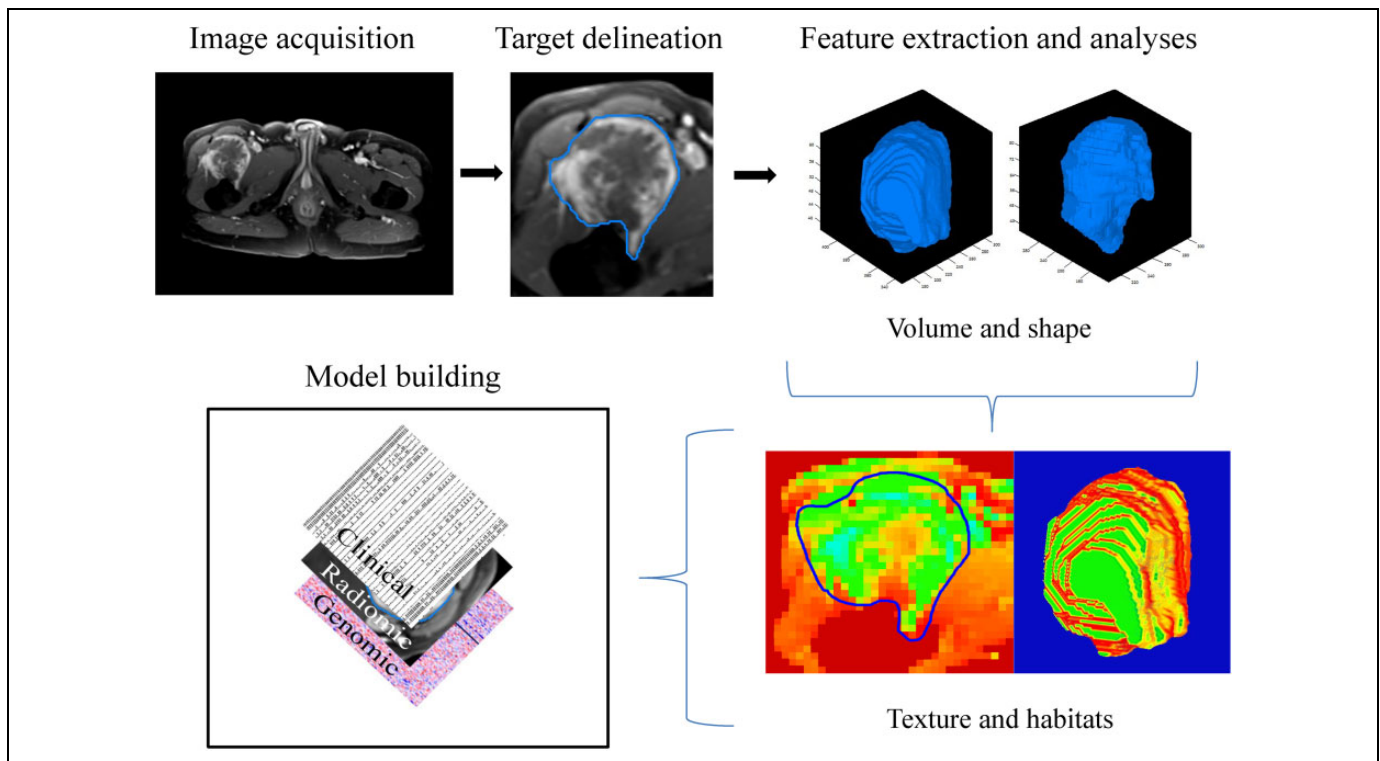 Image acquisition
Target delineation
Feature extraction and analyses
Volume and shape
Model building
Clinical
Radiomic
Genomic
Texture and habitats